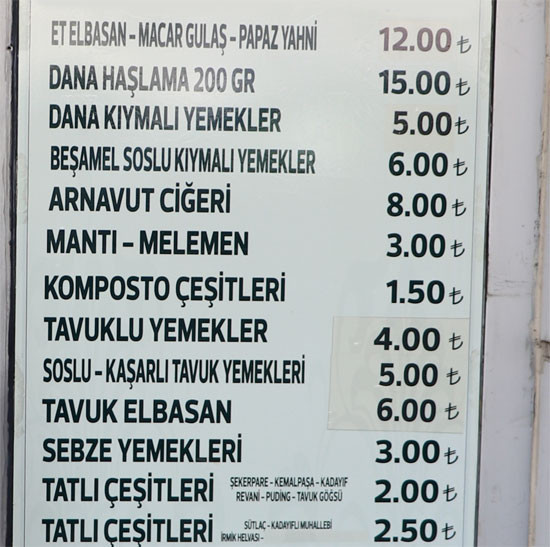 ET ELBASAN – MACAR GULAŞ – PAPAZ YAHNİ 12.00 ₺
DANA HAŞLAMA 200 GR 15.00 ₺
DANA KIYMALI YEMEKLER 5.00 ₺
BEŞAMEL SOSLU KIYMALI YEMEKLER 6.00 ₺
ARNAVUT CİĞERİ 8.00 ₺
MANTI – MELEMEN 3.00 ₺
KOMPOSTO ÇEŞİTLERİ 1.50 ₺
TAVUKLU YEMEKLER 4.00 ₺
SOSLU – KAŞARLI TAVUK YEMEKLERİ 5.00 ₺
TAVUK ELBASAN 6.00 ₺
SEBZE YEMEKLERİ 3.00 ₺
TATLI ÇEŞİTLERİ ŞEKERPARE – KEMALPAŞA – KADAYIF 2.00 ₺
REVANİ – PUDİNG – TAVUK GÖĞSÜ
TATLI ÇEŞİTLERİ SÜTLAÇ – KADAYIFLI MUHALLEBİ 2.50 ₺
İRMİK HELVASI –